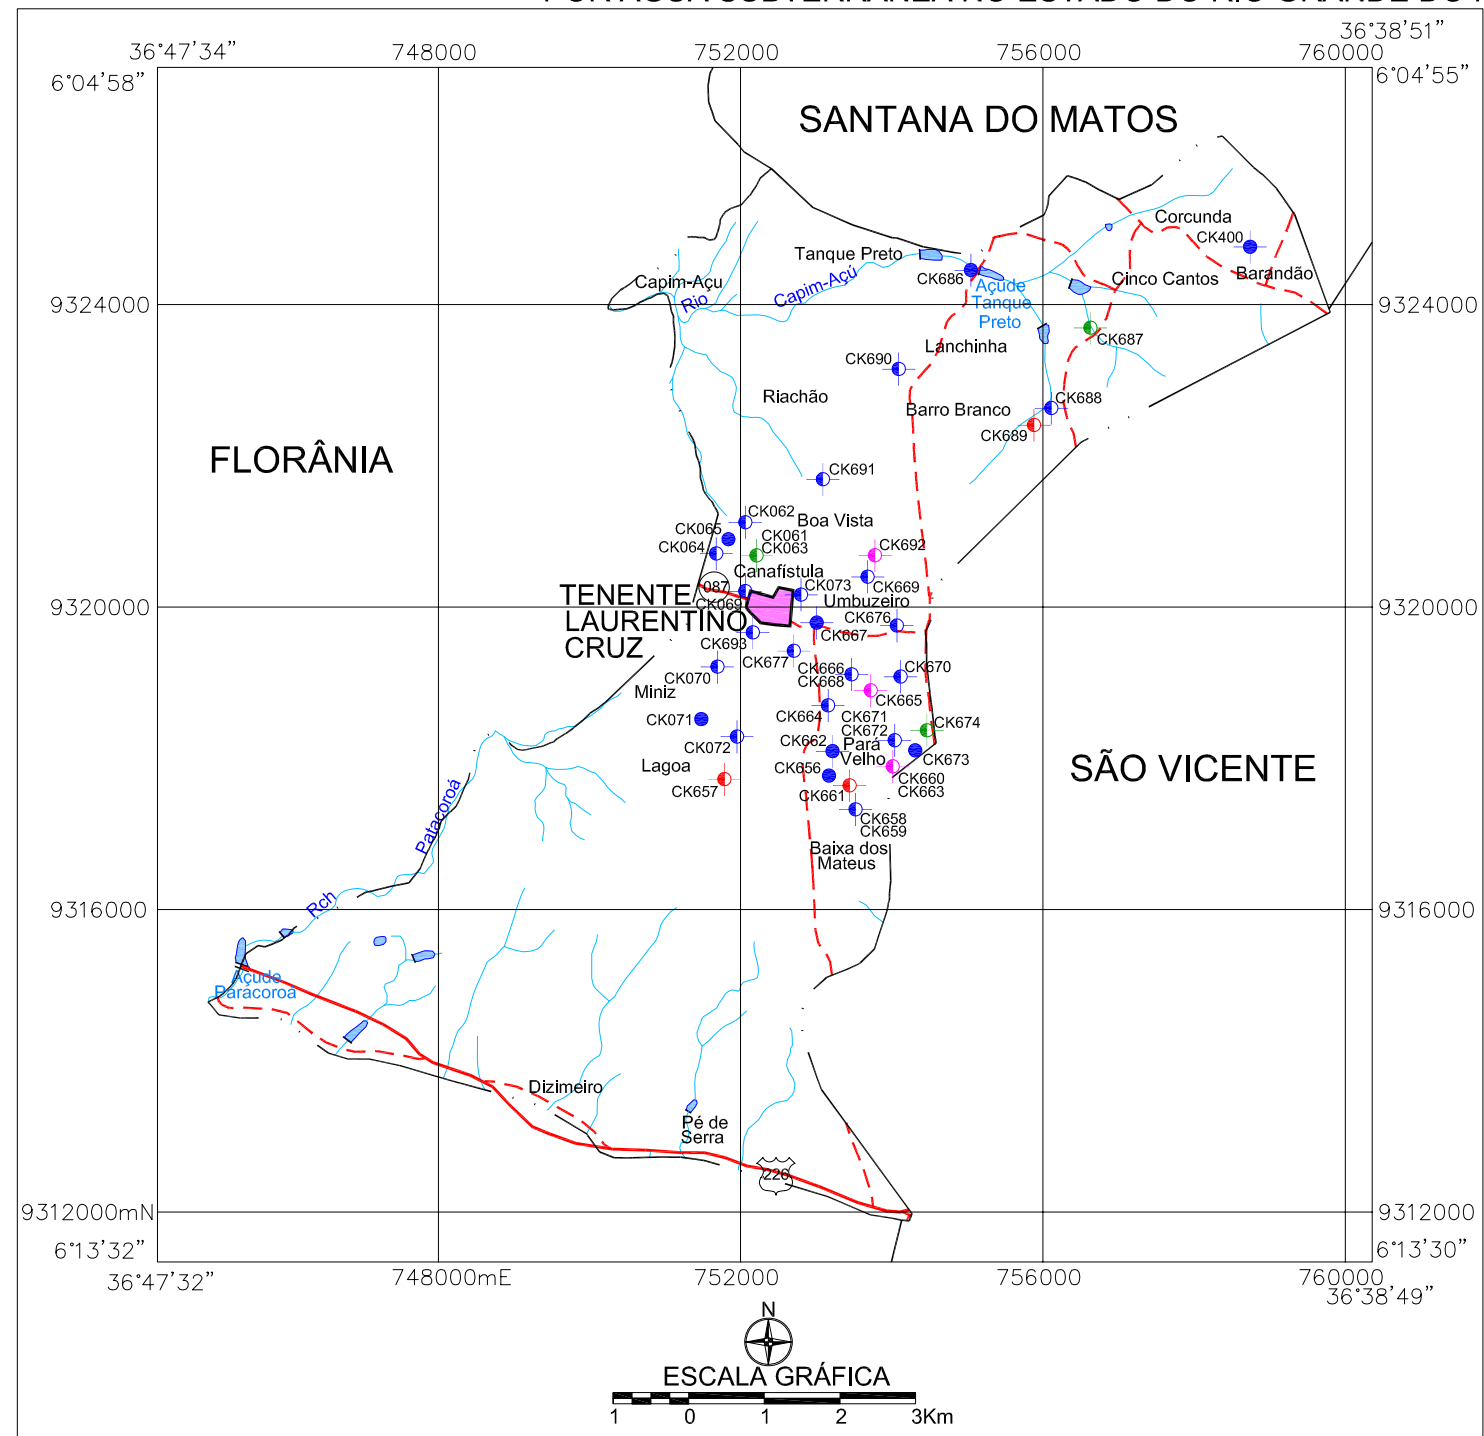 36°47'34"
748000
752000
756000
36°38'51"
760000
6°04'58"
6°04'55"
SANTANA DO MATOS
Corcunda
CK400
Tanque Preto
Barandão
Cinco Cantos
CK686
Capim-Açu
Rio
Capim-Açú
Açude
Tanque
Preto
9324000
9324000
CK687
Lanchinha
CK690
Riachão
Barro Branco
CK688
CK689
FLORÂNIA
CK691
CK062
Boa Vista
CK065
CK061
CK063
CK064
CK692
Canafístula
087
CK073
CK669
TENENTE
LAURENTINO
CRUZ
CK069
Umbuzeiro
9320000
9320000
CK676
CK667
CK693
CK677
CK070
CK666
CK668
CK670
Miniz
CK665
CK071
CK664
CK671
CK672
CK674
CK072
CK662
Pará
Velho
CK673
Lagoa
CK656
CK657
CK661
CK660
CK663
SÃO VICENTE
CK658
CK659
Patacoroá
Baixa dos
Mateus
Rch
9316000
9316000
Açude
Paracoroá
Dizimeiro
Pé de
Serra
226
9312000mN
9312000
6°13'32"
6°13'30"
36°47'32"
748000mE
752000
756000
760000
36°38'49"
N
ESCALA GRÁFICA
1 0 1 2 3Km